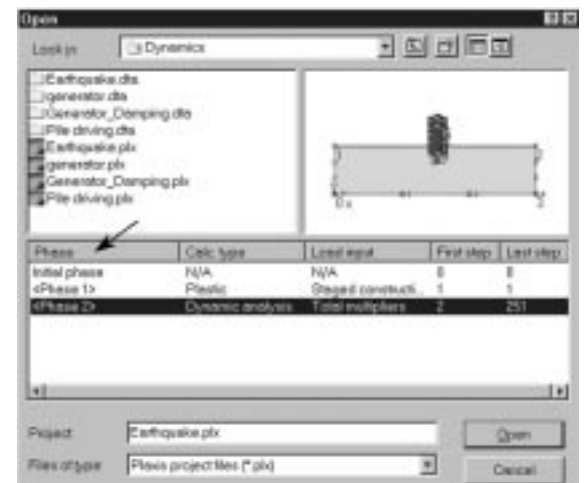 Open
Look in: Dynamics
Earthquake.dta
generator.dta
Generator_Damping.dta
Pile driving.dta
Earthquake.plx
generator.plx
Generator_Damping.plx
Pile driving.plx
Phase Calc type Load input First step Last step
Initial phase N/A N/A 0 0
<Phase 1> Plastic Staged constructi.. 1 1
<Phase 2> Dynamic analysis Total multipliers 2 251
Project Earthquake.plx Open
Files of type Plaxis project files (*.plx) Cancel